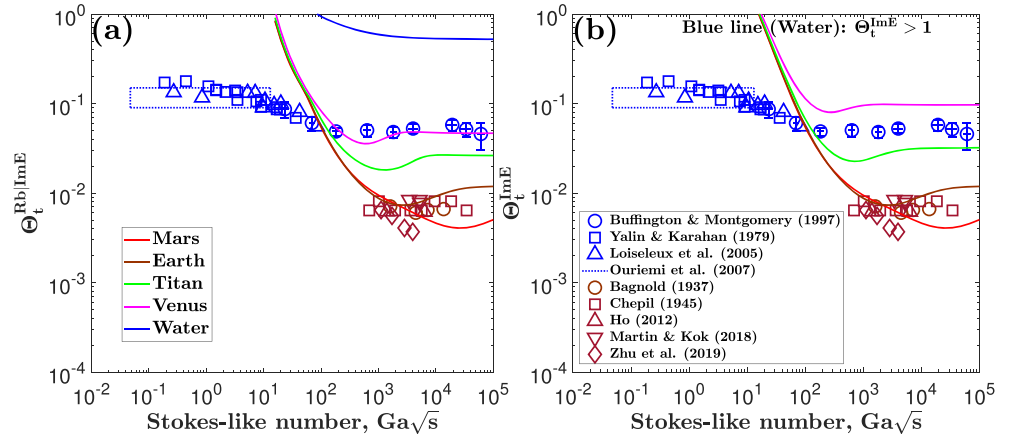 (a)
10^0
10^-1
10^-2
10^-3
10^-4
Θ_t^{Rb|ImE}
Mars
Earth
Titan
Venus
Water
10^-2 10^-1 10^0 10^1 10^2 10^3 10^4 10^5
Stokes-like number, Ga√s
(b)
Blue line (Water): Θ_t^{ImE} > 1
10^0
10^-1
10^-2
10^-3
10^-4
Θ_t^{ImE}
Buffington & Montgomery (1997)
Yalin & Karahan (1979)
Loiseleux et al. (2005)
Ouriemi et al. (2007)
Bagnold (1937)
Chepil (1945)
Ho (2012)
Martin & Kok (2018)
Zhu et al. (2019)
10^-2 10^-1 10^0 10^1 10^2 10^3 10^4 10^5
Stokes-like number, Ga√s